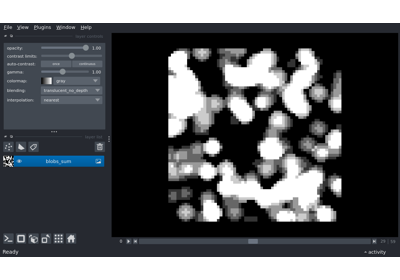 File View Plugins Window Help
opacity: 1.00
contrast limits:
auto-contrast: once continuous
gamma: 1.00
colormap: gray
blending: translucent_no_depth
interpolation: nearest
blobs_sum
Ready
activity